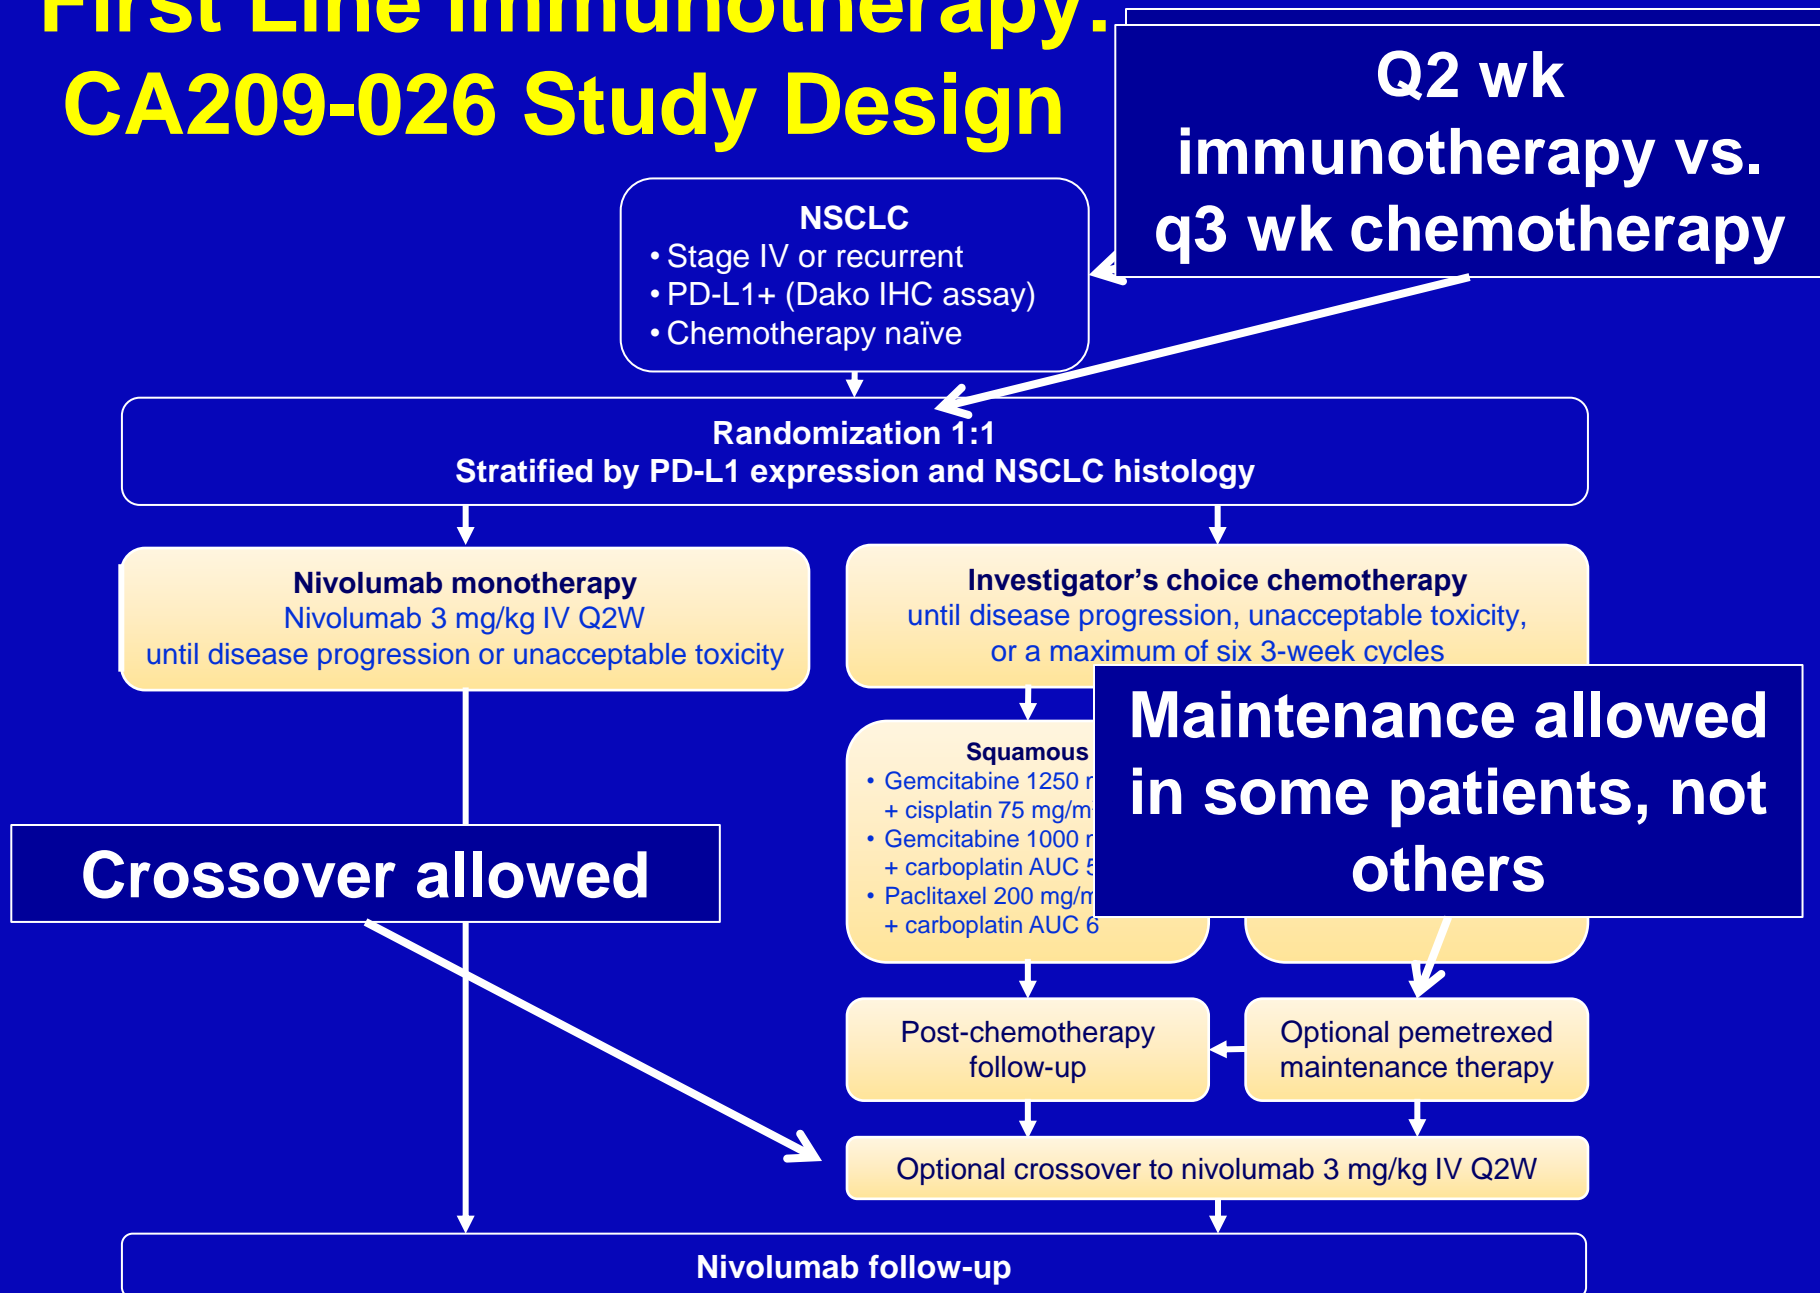 First Line Immunotherapy:
CA209-026 Study Design
Q2 wk
immunotherapy vs.
q3 wk chemotherapy
NSCLC
• Stage IV or recurrent
• PD-L1+ (Dako IHC assay)
• Chemotherapy naïve
Randomization 1:1
Stratified by PD-L1 expression and NSCLC histology
Nivolumab monotherapy
Nivolumab 3 mg/kg IV Q2W
until disease progression or unacceptable toxicity
Investigator’s choice chemotherapy
until disease progression, unacceptable toxicity,
or a maximum of six 3-week cycles
Squamous
• Gemcitabine 1250
+ cisplatin 75
• Gemcitabine 1000
+ carboplatin AUC 5
• Paclitaxel 200
+ carboplatin AUC 6
Maintenance allowed
in some patients, not
others
Crossover allowed
Post-chemotherapy
follow-up
Optional pemetrexed
maintenance therapy
Optional crossover to nivolumab 3 mg/kg IV Q2W
Nivolumab follow-up